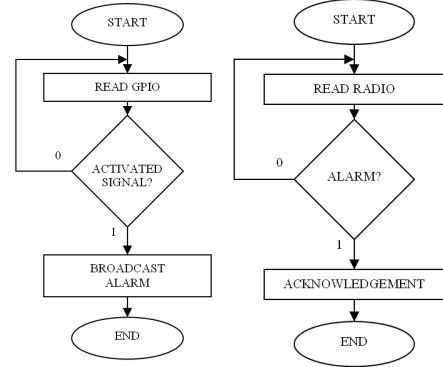 START
READ GPIO
0
ACTIVATED
SIGNAL?
1
BROADCAST
ALARM
END
START
READ RADIO
0
ALARM?
1
ACKNOWLEDGEMENT
END